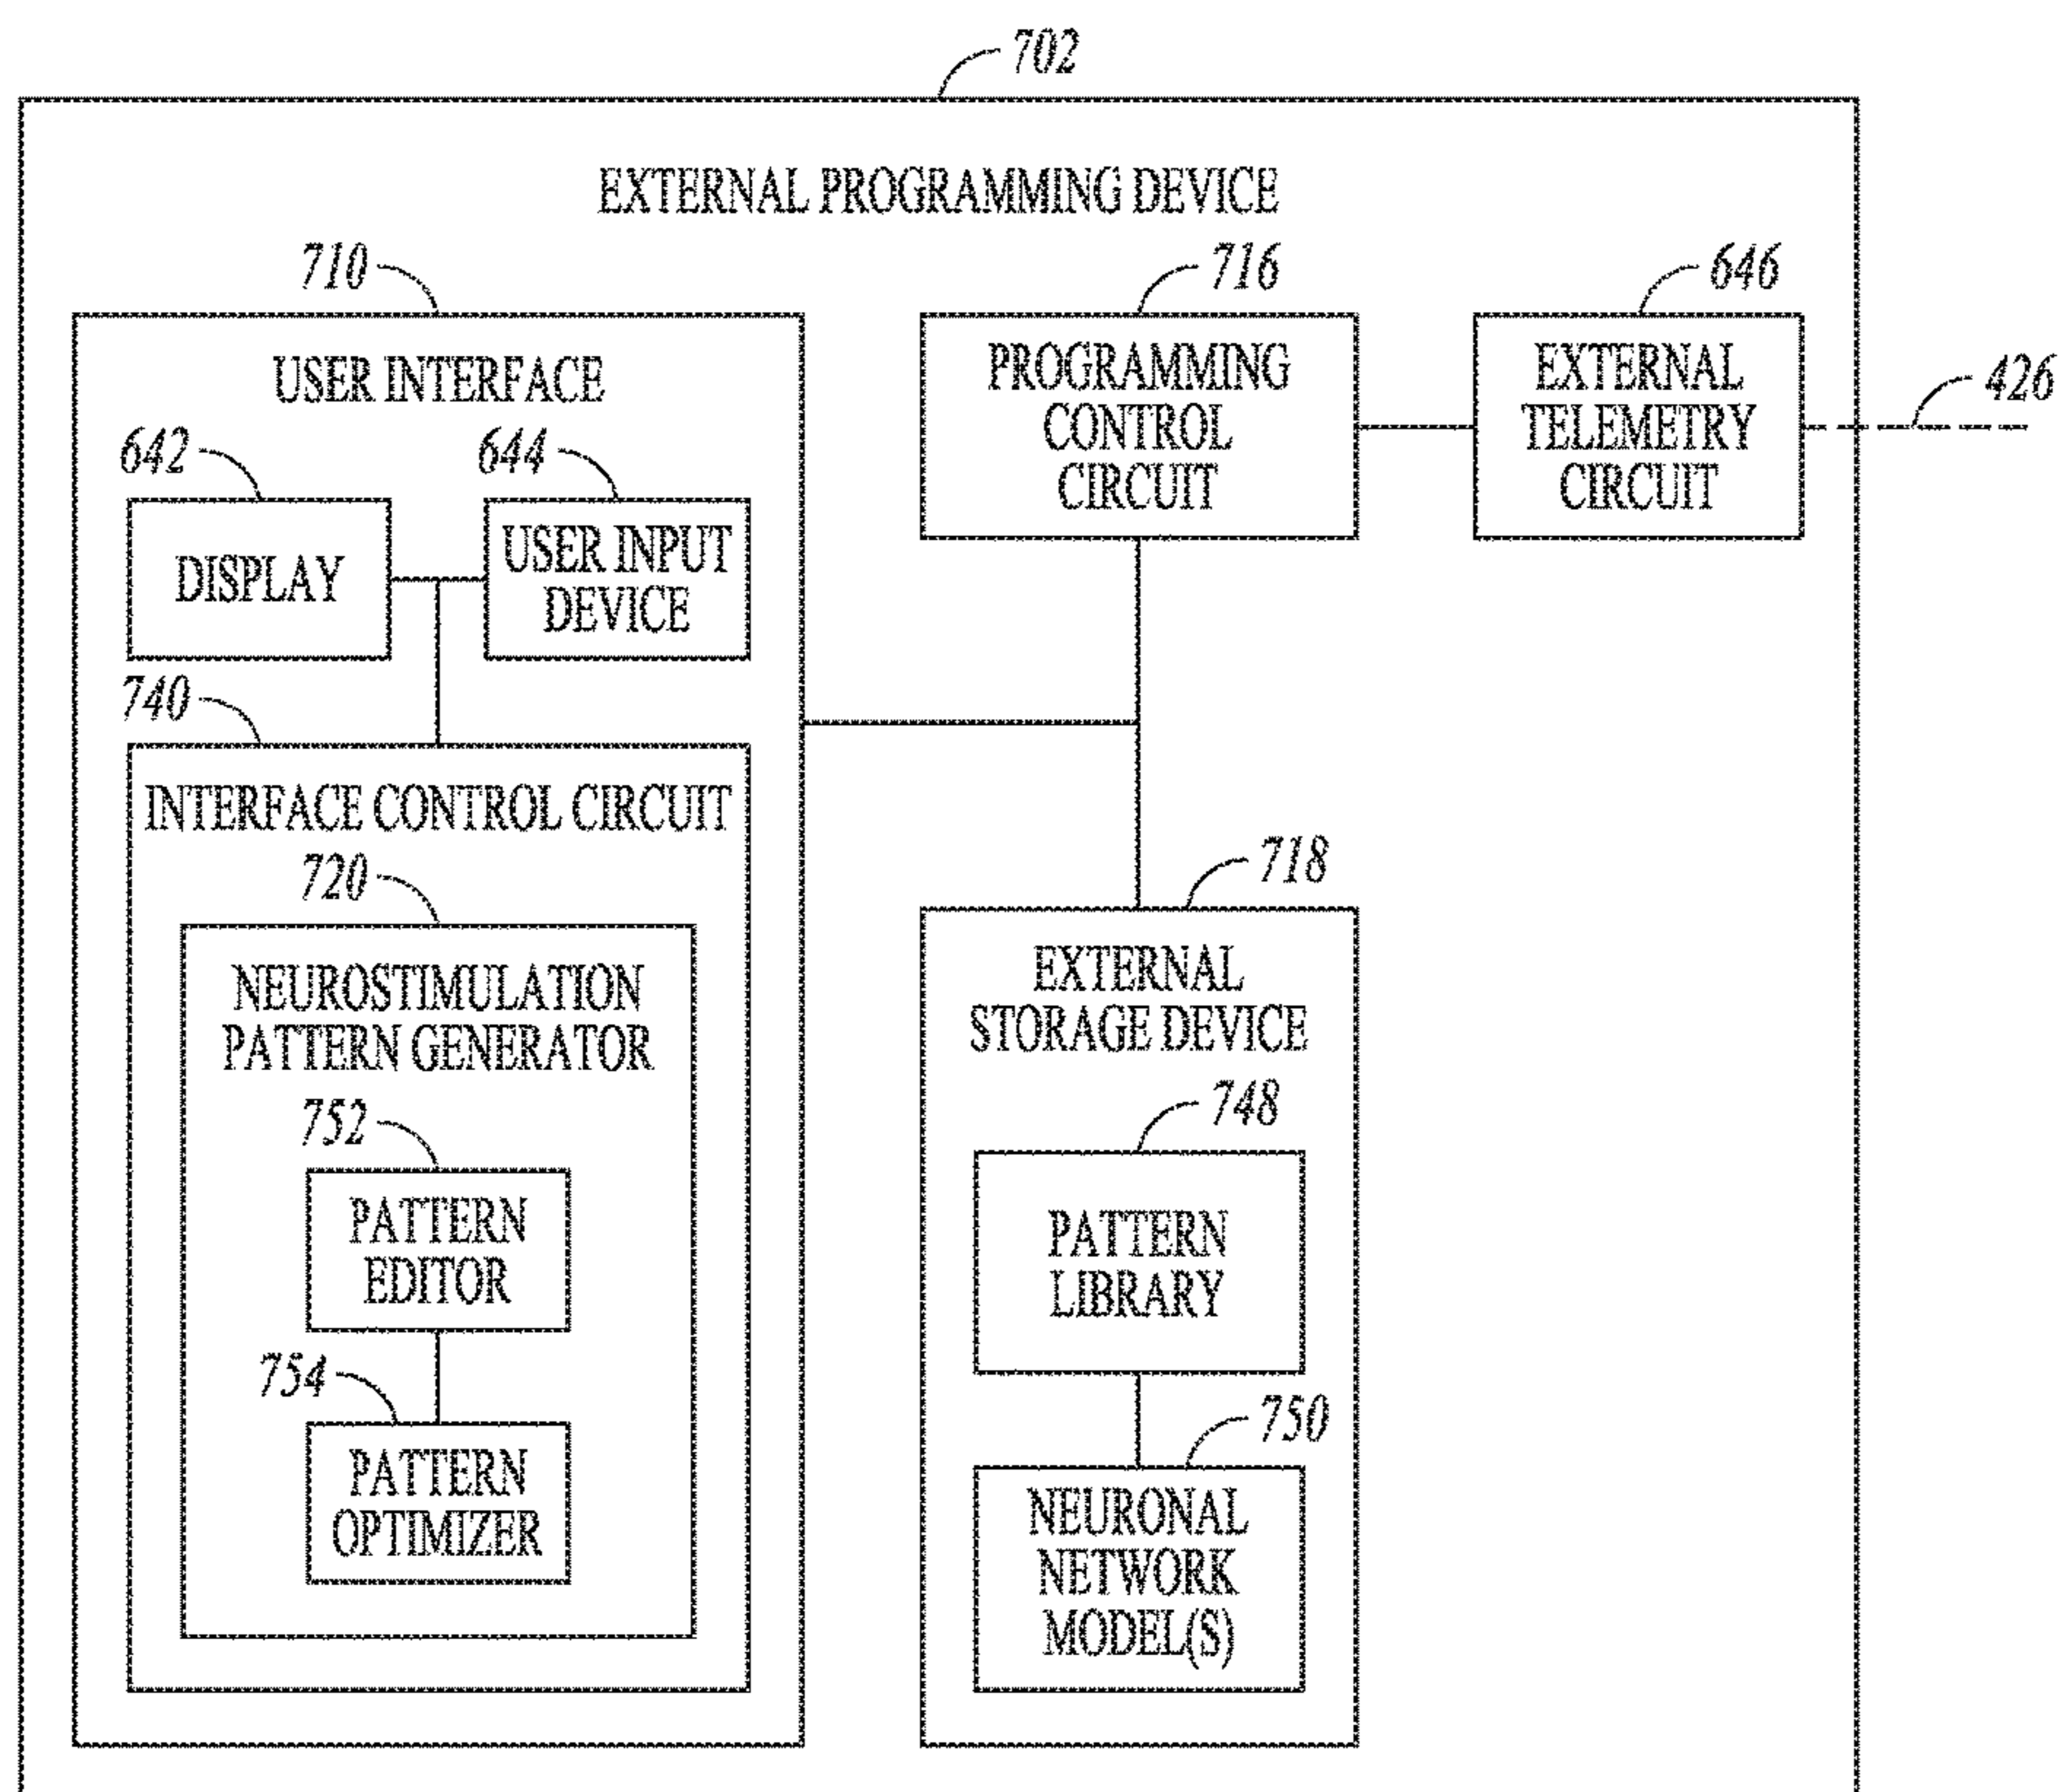 702
EXTERNAL PROGRAMMING DEVICE
710
USER INTERFACE
642
DISPLAY
644
USER INPUT
DEVICE
740
INTERFACE CONTROL CIRCUIT
720
NEUROSTIMULATION
PATTERN GENERATOR
752
PATTERN
EDITOR
754
PATTERN
OPTIMIZER
716
PROGRAMMING
CONTROL
CIRCUIT
646
EXTERNAL
TELEMETRY
CIRCUIT
426
718
EXTERNAL
STORAGE DEVICE
748
PATTERN
LIBRARY
750
NEURONAL
NETWORK
MODEL(S)